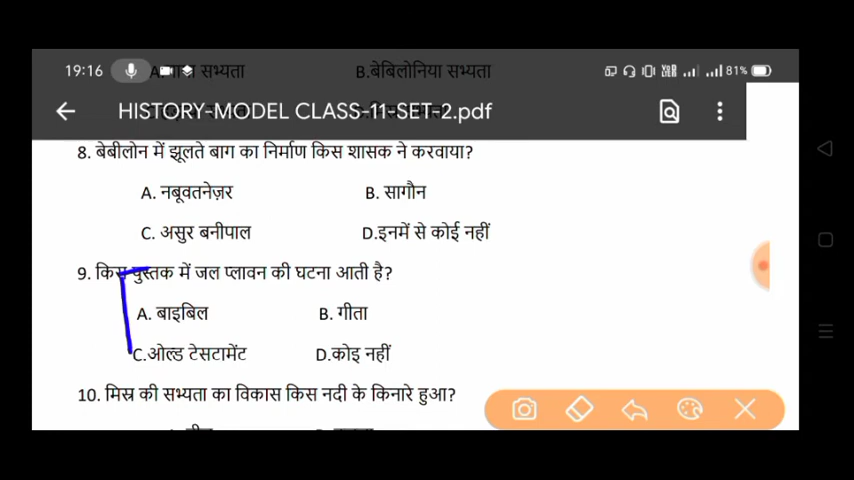 19:16 81%
A. सभ्यता B.बेबिलोनिया सभ्यता
HISTORY-MODEL CLASS-11-SET-2.pdf
8. बेबीलोन में झूलते बाग का निर्माण किस शासक ने करवाया?
A. नबूवतनेज़र B. सागौन
C. असुर बनीपाल D.इनमें से कोई नहीं
9. किस पुस्तक में जल प्लावन की घटना आती है?
A. बाइबिल B. गीता
C.ओल्ड टेसटामेंट D.कोइ नहीं
10. मिस्र की सभ्यता का विकास किस नदी के किनारे हुआ?